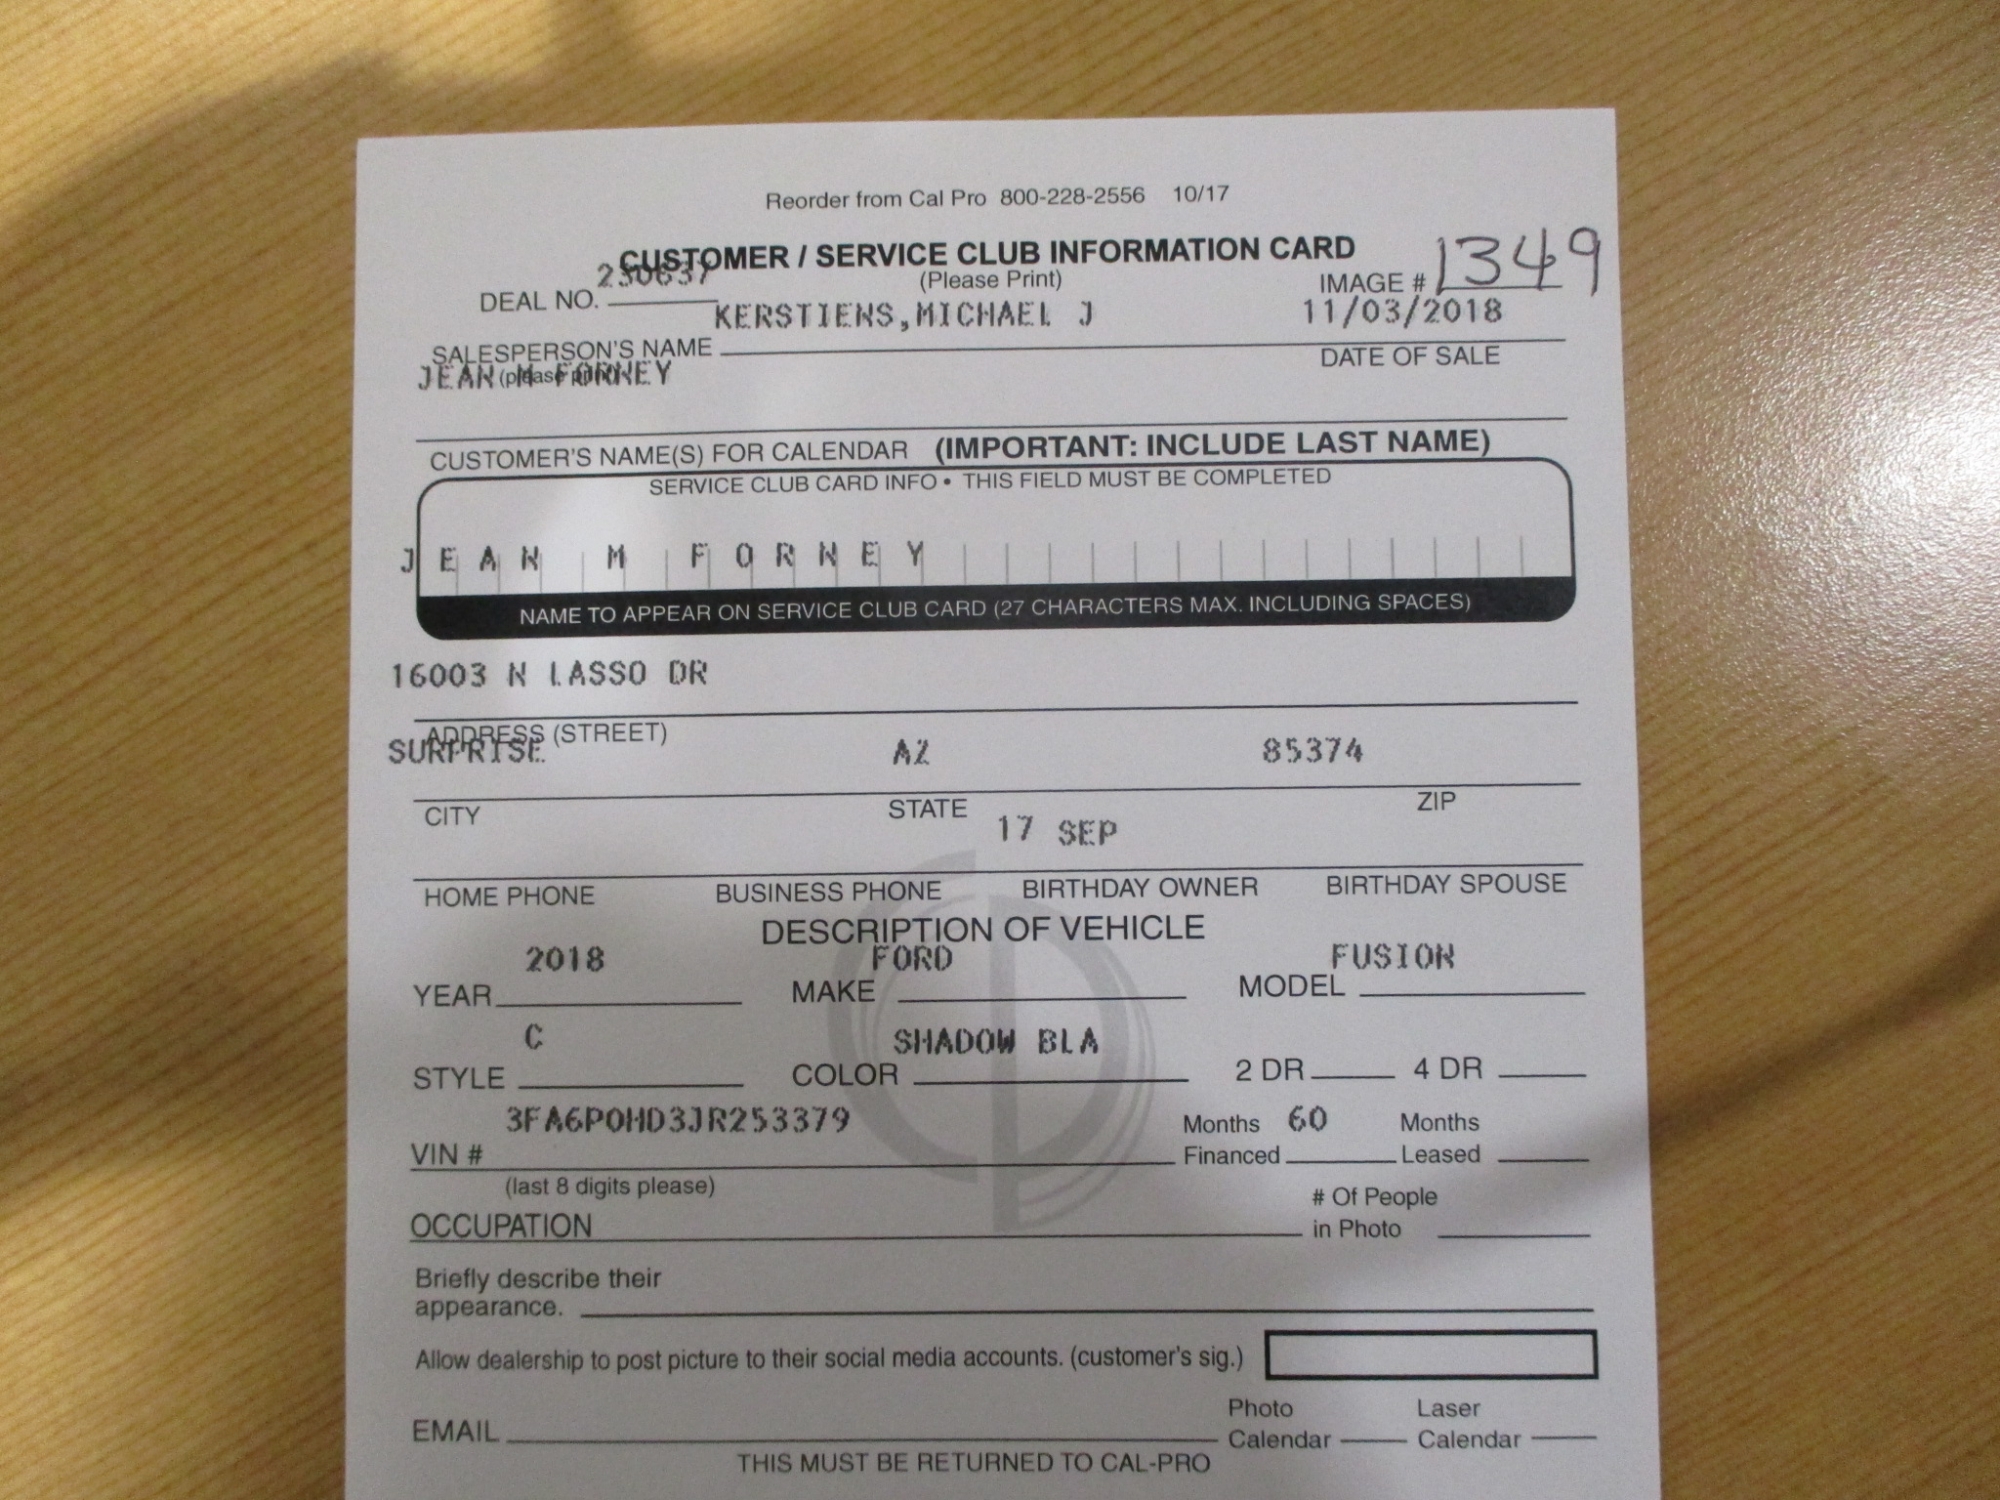 Reorder from Cal Pro 800-228-2556 10/17
CUSTOMER / SERVICE CLUB INFORMATION CARD
(Please Print)
DEAL NO. 230637
IMAGE # 1349
KERSTIENS,MICHAEL J 11/03/2018
SALESPERSON'S NAME DATE OF SALE
(please print)
JEAN M FORNEY
CUSTOMER'S NAME(S) FOR CALENDAR (IMPORTANT: INCLUDE LAST NAME)
SERVICE CLUB CARD INFO • THIS FIELD MUST BE COMPLETED
JEAN M FORNEY
NAME TO APPEAR ON SERVICE CLUB CARD (27 CHARACTERS MAX. INCLUDING SPACES)
16003 N LASSO DR
ADDRESS (STREET)
SURPRISE AZ 85374
CITY STATE ZIP
17 SEP
HOME PHONE BUSINESS PHONE BIRTHDAY OWNER BIRTHDAY SPOUSE
DESCRIPTION OF VEHICLE
YEAR 2018 MAKE FORD MODEL FUSION
STYLE C COLOR SHADOW BLA 2 DR 4 DR
VIN # 3FA6P0HD3JR253379 Months Financed 60 Months Leased
(last 8 digits please)
OCCUPATION # Of People in Photo
Briefly describe their
appearance.
Allow dealership to post picture to their social media accounts. (customer's sig.)
EMAIL Photo Calendar Laser Calendar
THIS MUST BE RETURNED TO CAL-PRO